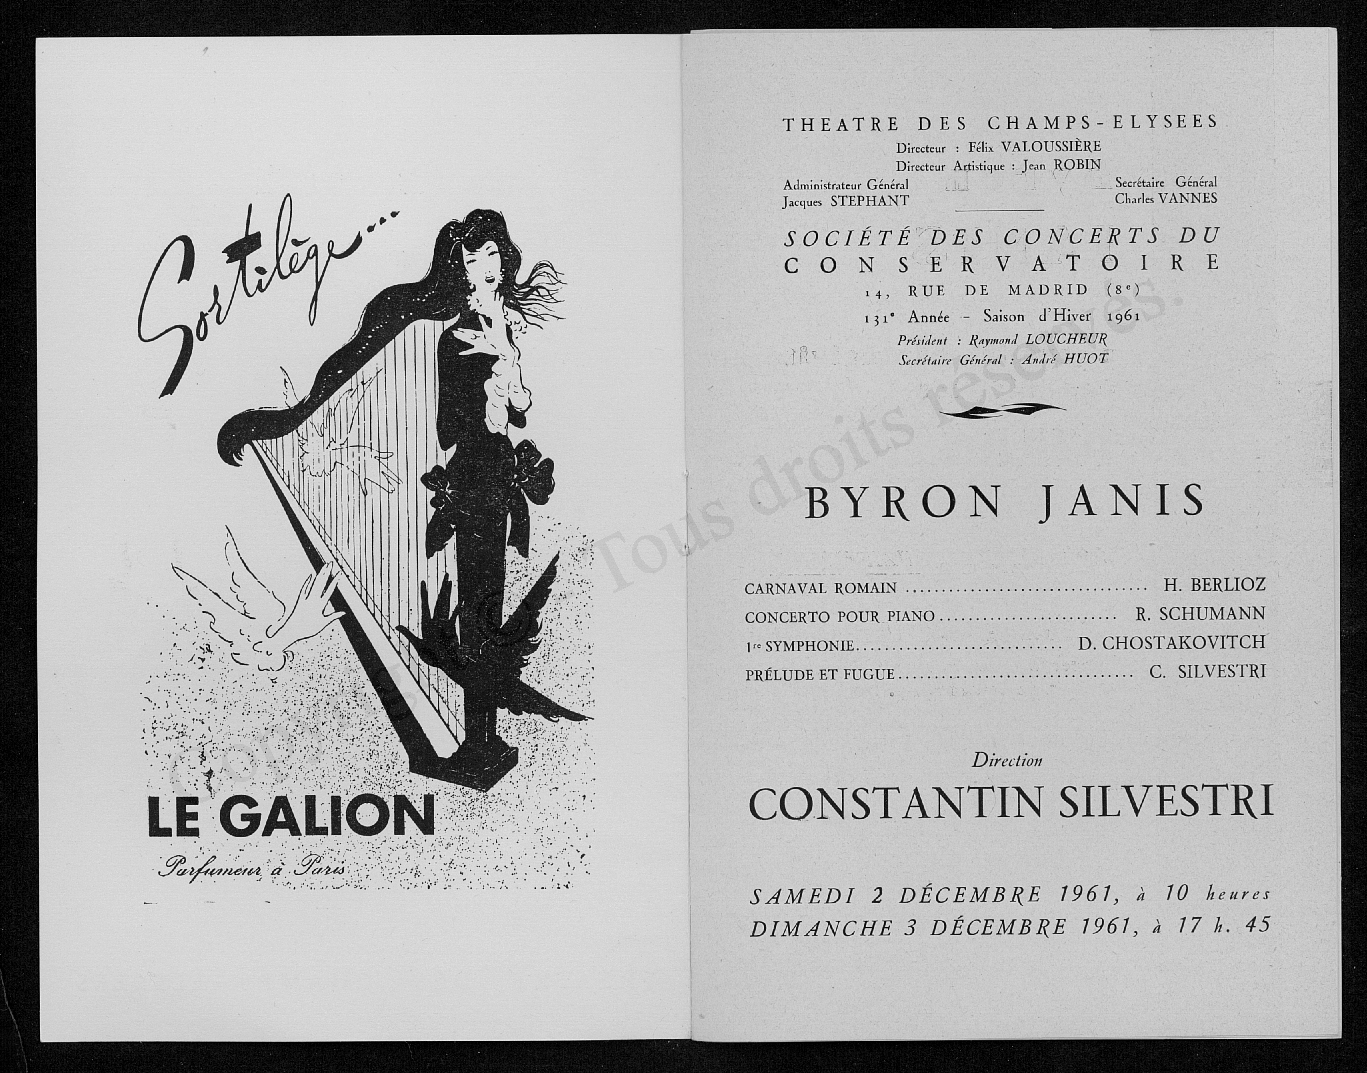 Sortilège...
LE GALION
Parfumeur à Paris
THEATRE DES CHAMPS-ELYSEES
Directeur : Félix VALOUSSIÈRE
Directeur Artistique : Jean ROBIN
Administrateur Général Secrétaire Général
Jacques STEPHANT Charles VANNES
SOCIÉTÉ DES CONCERTS DU
CONSERVATOIRE
14, RUE DE MADRID (8e)
131e Année - Saison d'Hiver 1961
Président : Raymond LOUCHEUR
Secrétaire Général : André HUOT
BYRON JANIS
CARNAVAL ROMAIN .................................. H. BERLIOZ
CONCERTO POUR PIANO......................... R. SCHUMANN
1re SYMPHONIE............................. D. CHOSTAKOVITCH
PRÉLUDE ET FUGUE................................. C. SILVESTRI
Direction
CONSTANTIN SILVESTRI
SAMEDI 2 DÉCEMBRE 1961, à 10 heures
DIMANCHE 3 DÉCEMBRE 1961, à 17 h. 45
Tous droits réservés.